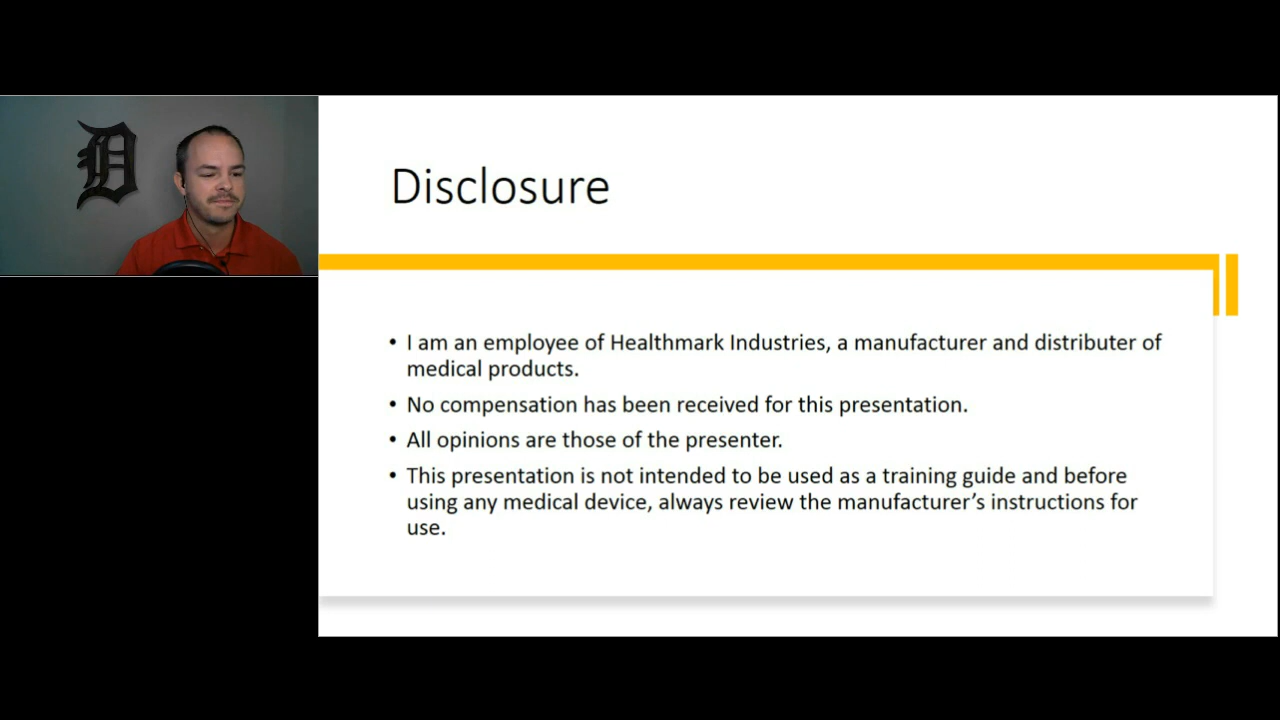 D
Disclosure
• I am an employee of Healthmark Industries, a manufacturer and distributer of
medical products.
• No compensation has been received for this presentation.
• All opinions are those of the presenter.
• This presentation is not intended to be used as a training guide and before
using any medical device, always review the manufacturer’s instructions for
use.